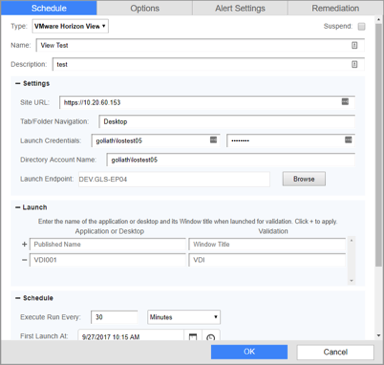 Schedule Options Alert Settings Remediation
Type: VMware Horizon View Suspend:
Name: View Test
Description: test
Settings
Site URL: https://10.20.60.153
Tab/Folder Navigation: Desktop
Launch Credentials: goliath\lostest05 ••••••••
Directory Account Name: goliath\lostest05
Launch Endpoint: DEV:GLS-EP04 Browse
Launch
Enter the name of the application or desktop and its Window title when launched for validation. Click + to apply.
Application or Desktop Validation
+ Published Name Window Title
− VDI001 VDI
Schedule
Execute Run Every: 30 Minutes
First Launch At: 9/27/2017 10:15 AM
OK Cancel